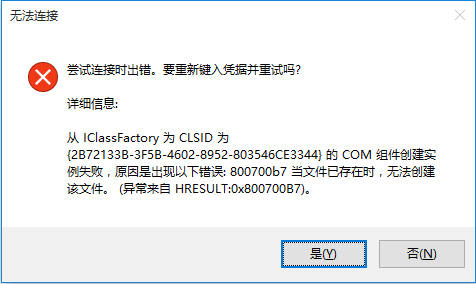 无法连接
尝试连接时出错。要重新键入凭据并重试吗?
详细信息:
从 IClassFactory 为 CLSID 为
{2B72133B-3F5B-4602-8952-803546CE3344} 的 COM 组件创建实
例失败，原因是出现以下错误: 800700b7 当文件已存在时，无法创建
该文件。 (异常来自 HRESULT:0x800700B7)。
是(Y)
否(N)